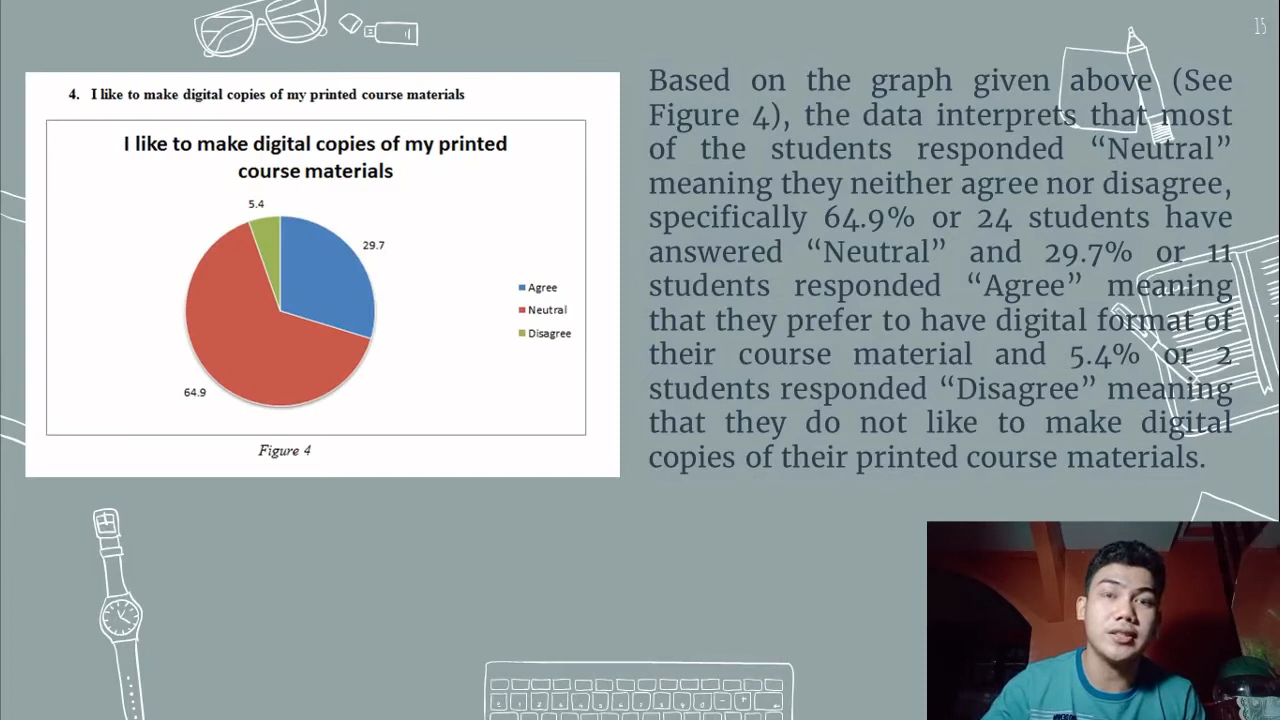 15
4. I like to make digital copies of my printed course materials
I like to make digital copies of my printed
course materials
5.4
29.7
64.9
Agree
Neutral
Disagree
Figure 4
Based on the graph given above (See
Figure 4), the data interprets that most
of the students responded “Neutral”
meaning they neither agree nor disagree,
specifically 64.9% or 24 students have
answered “Neutral” and 29.7% or 11
students responded “Agree” meaning
that they prefer to have digital format of
their course material and 5.4% or 2
students responded “Disagree” meaning
that they do not like to make digital
copies of their printed course materials.